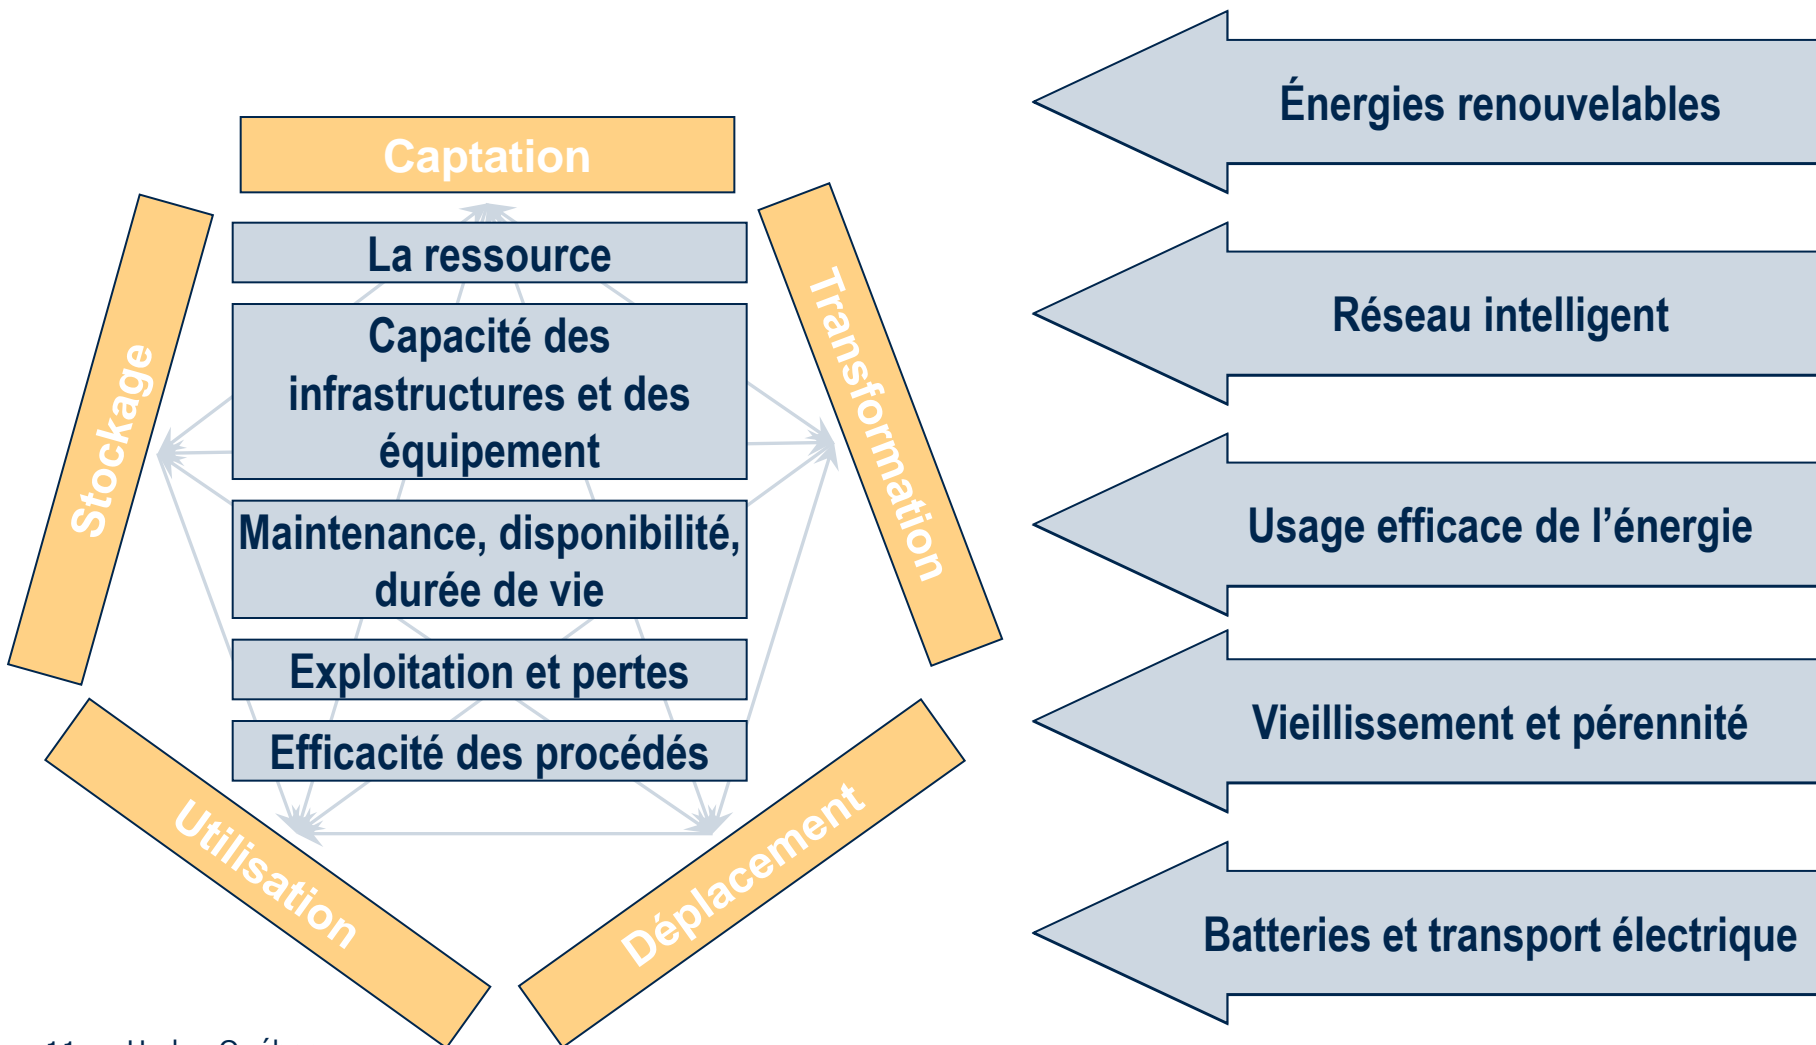 Captation
La ressource
Capacité des
infrastructures et des
équipement
Maintenance, disponibilité,
durée de vie
Exploitation et pertes
Efficacité des procédés
Stockage
Transformation
Utilisation
Déplacement
Énergies renouvelables
Réseau intelligent
Usage efficace de l’énergie
Vieillissement et pérennité
Batteries et transport électrique